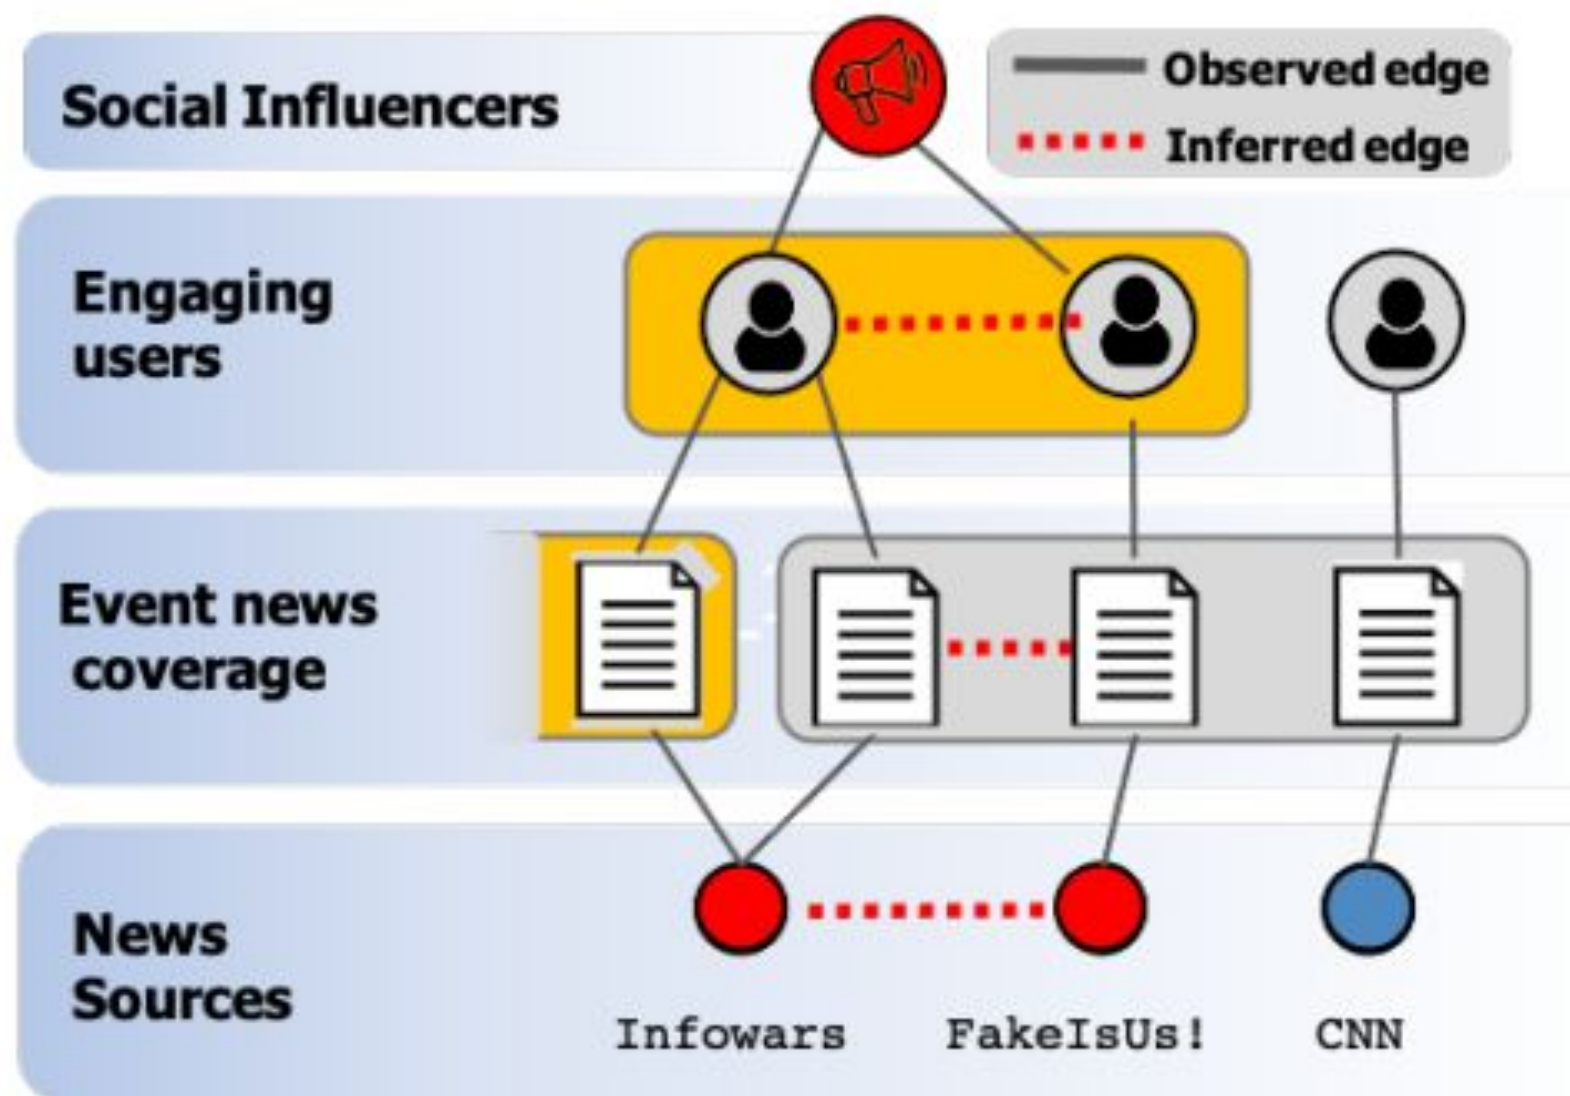 Social Influencers
Observed edge
Inferred edge
Engaging
users
Event news
coverage
News
Sources
Infowars
FakeIsUs!
CNN